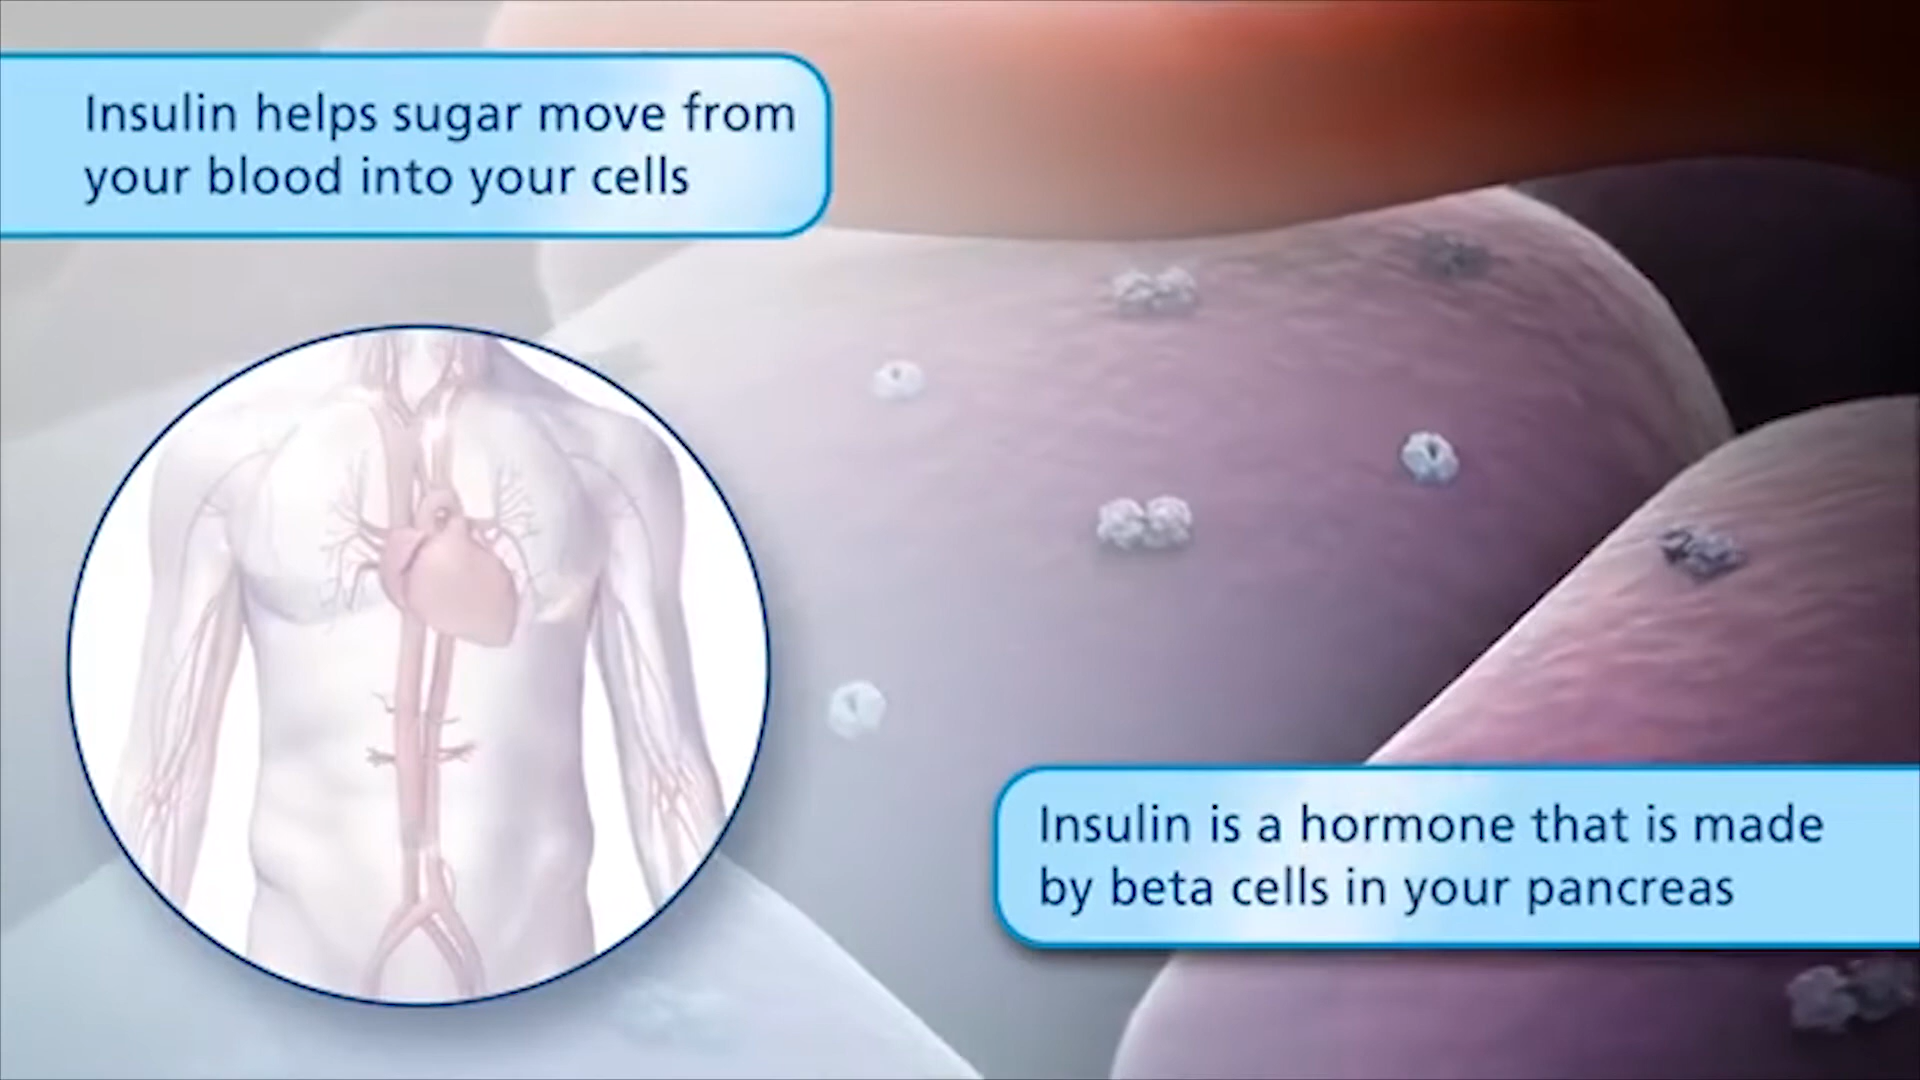 Insulin helps sugar move from
your blood into your cells
Insulin is a hormone that is made
by beta cells in your pancreas